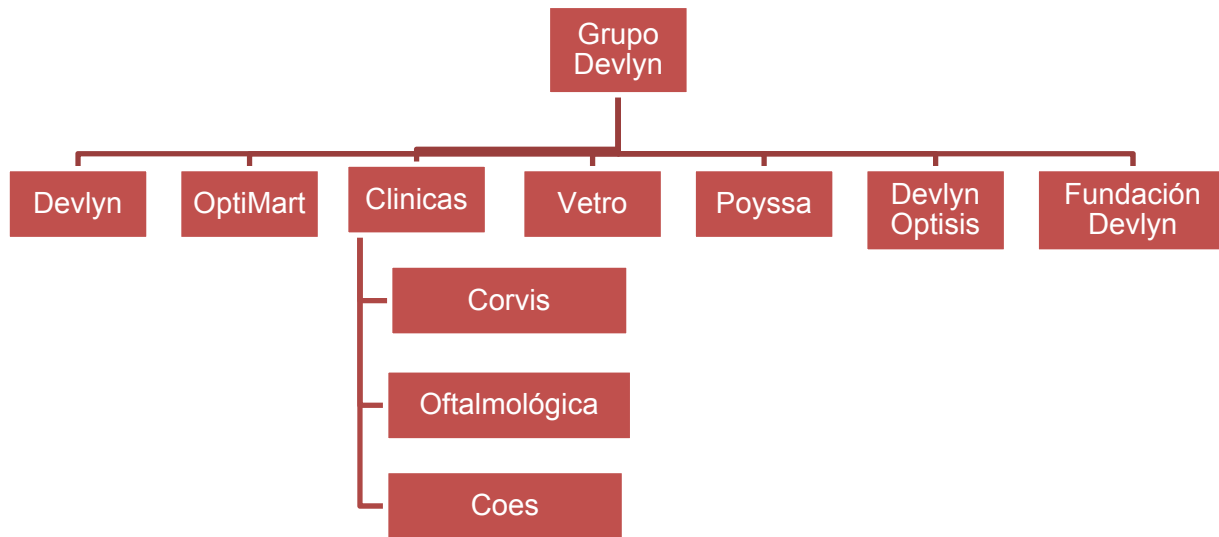 Grupo
Devlyn
Devlyn
OptiMart
Clinicas
Vetro
Poyssa
Devlyn
Optisis
Fundación
Devlyn
Corvis
Oftalmológica
Coes